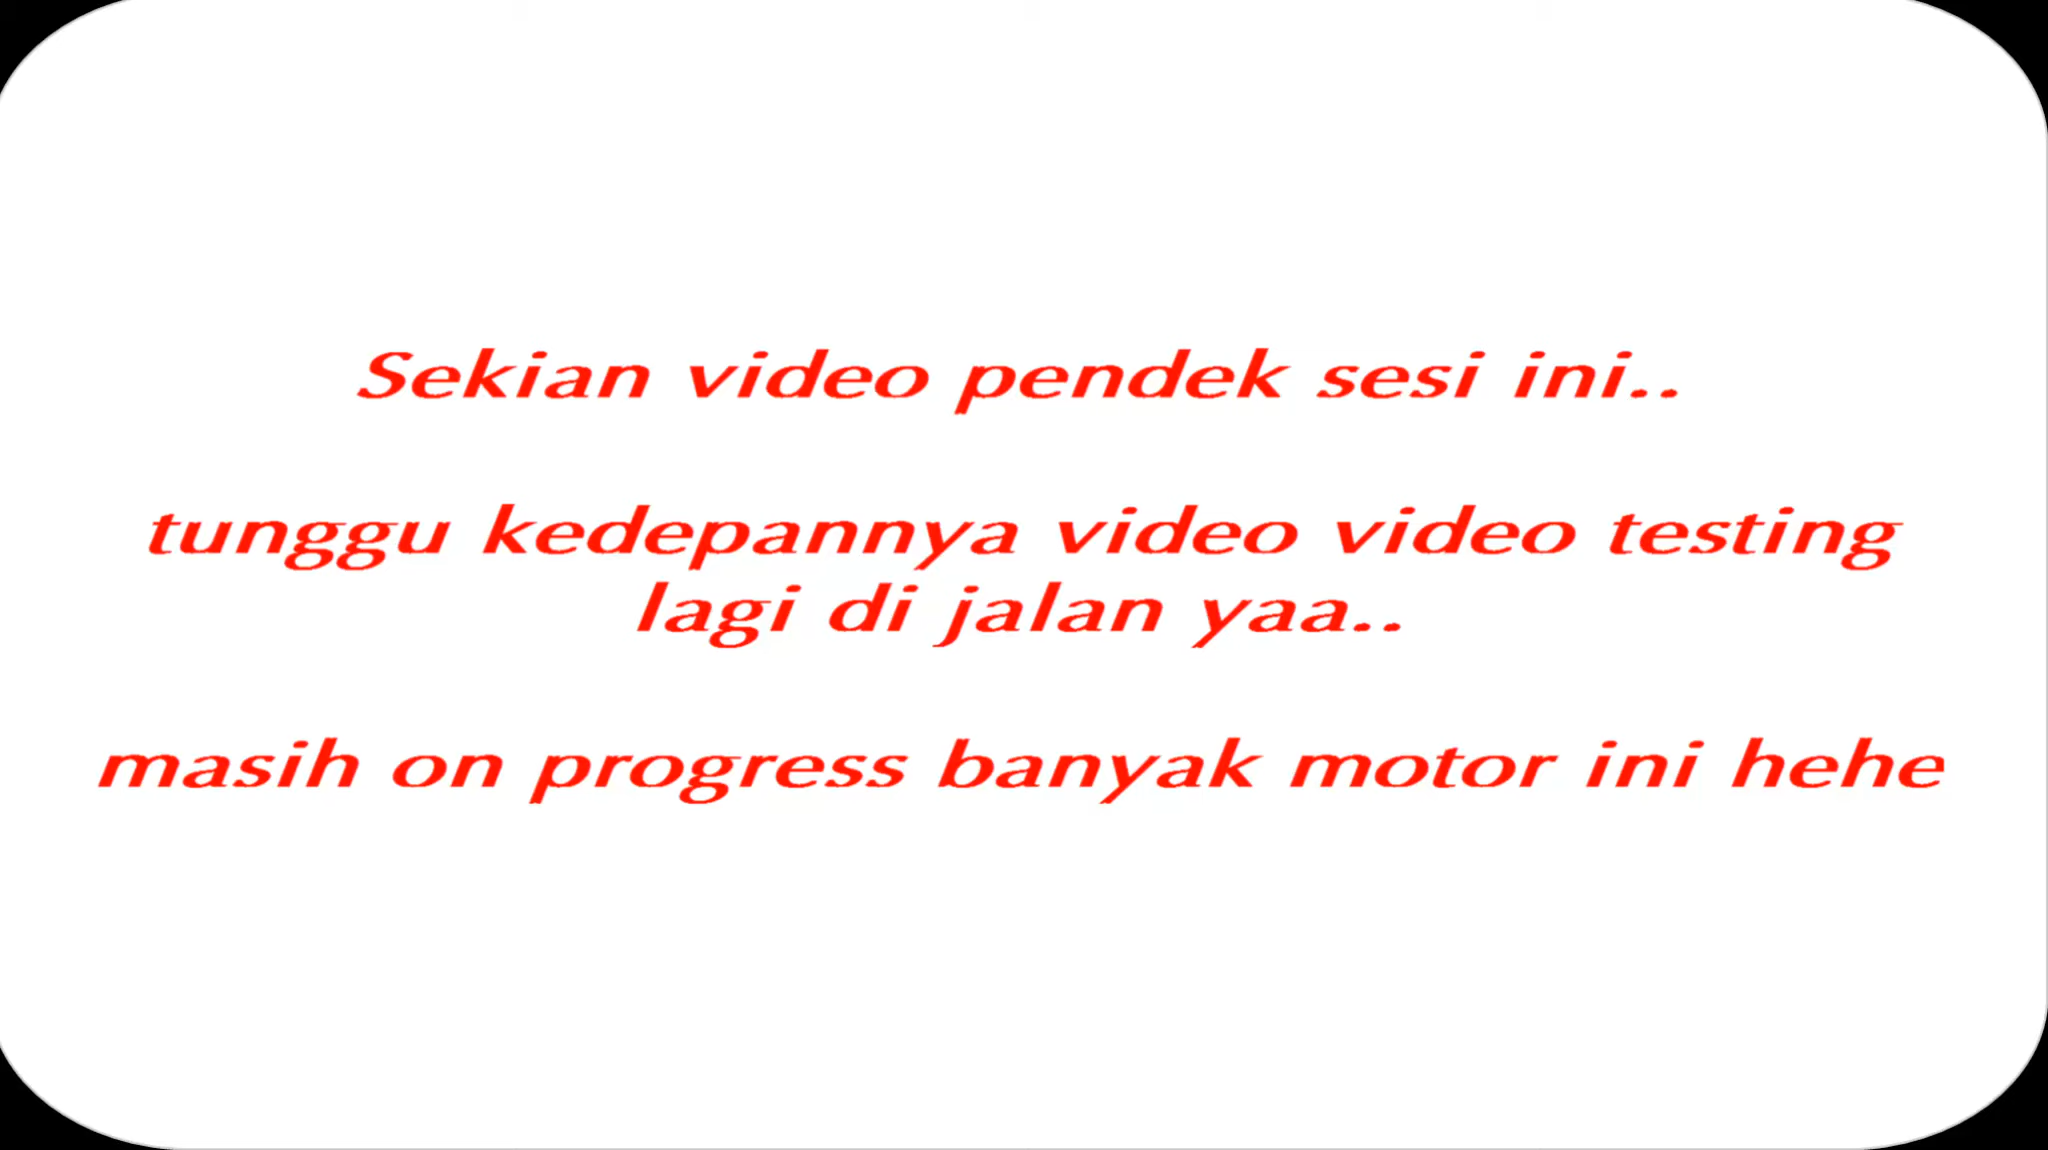 Sekian video pendek sesi ini..
tunggu kedepannya video video testing
lagi di jalan yaa..
masih on progress banyak motor ini hehe